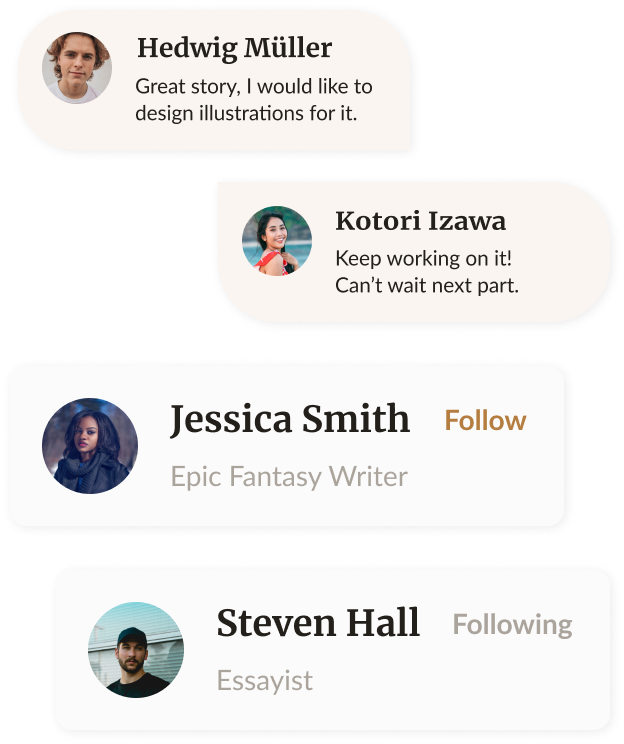 Hedwig Müller
Great story, I would like to
design illustrations for it.
Kotori Izawa
Keep working on it!
Can’t wait next part.
Jessica Smith
Follow
Epic Fantasy Writer
Steven Hall
Following
Essayist